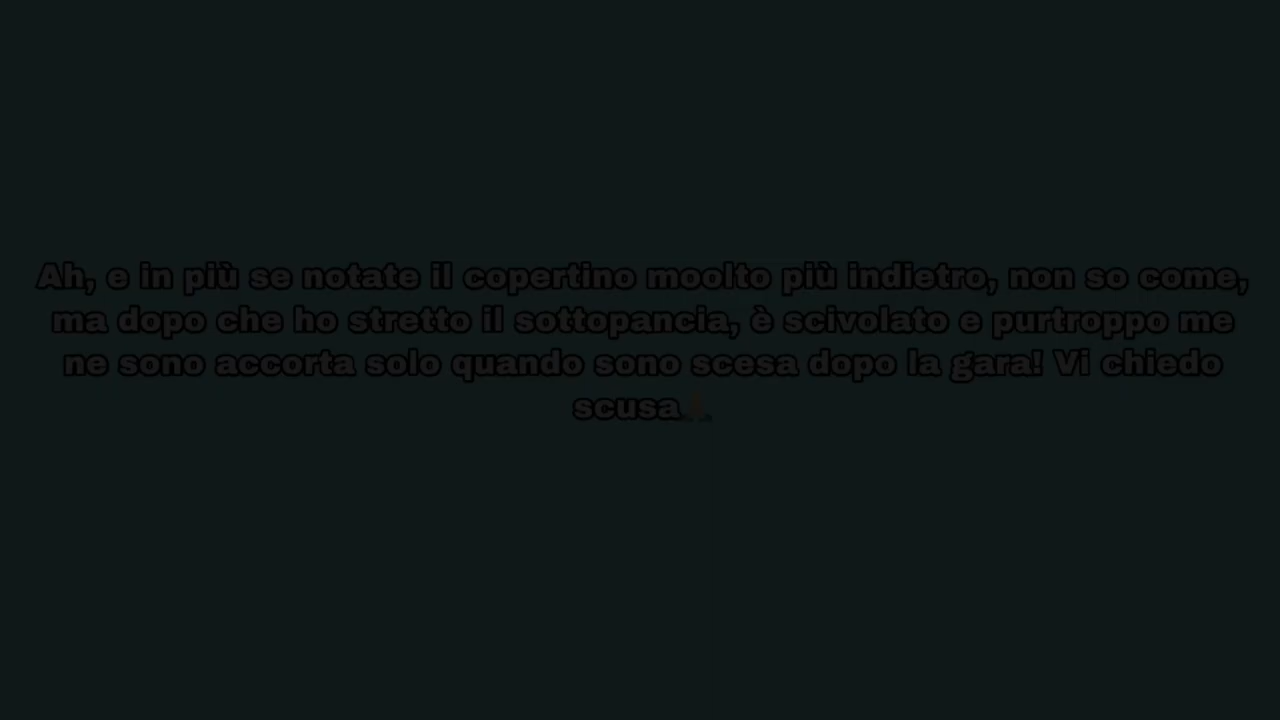 Ah, e in più se notate il copertino moolto più indietro, non so come,
ma dopo che ho stretto il sottopancia, è scivolato e purtroppo me
ne sono accorta solo quando sono scesa dopo la gara! Vi chiedo
scusa🙏